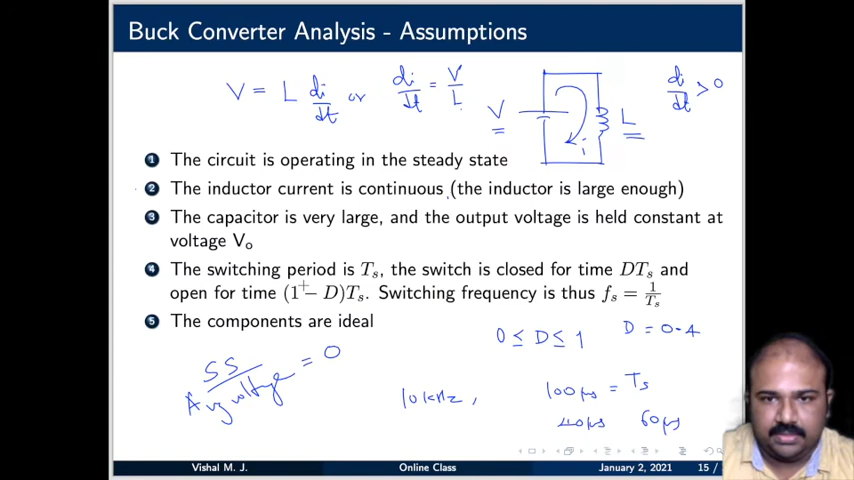 Buck Converter Analysis - Assumptions
V = L di/dt or di/dt = V/L
V L i
di/dt > 0
1 The circuit is operating in the steady state
2 The inductor current is continuous (the inductor is large enough)
3 The capacitor is very large, and the output voltage is held constant at
voltage Vₒ
4 The switching period is Tₛ, the switch is closed for time DTₛ and
open for time (1 − D)Tₛ. Switching frequency is thus fₛ = 1/Tₛ
5 The components are ideal
0 ≤ D ≤ 1 D = 0.4
SS
Avg voltage = 0
10 kHz, 100μs = Ts
40μs 60μs
Vishal M. J. Online Class January 2, 2021 15 /